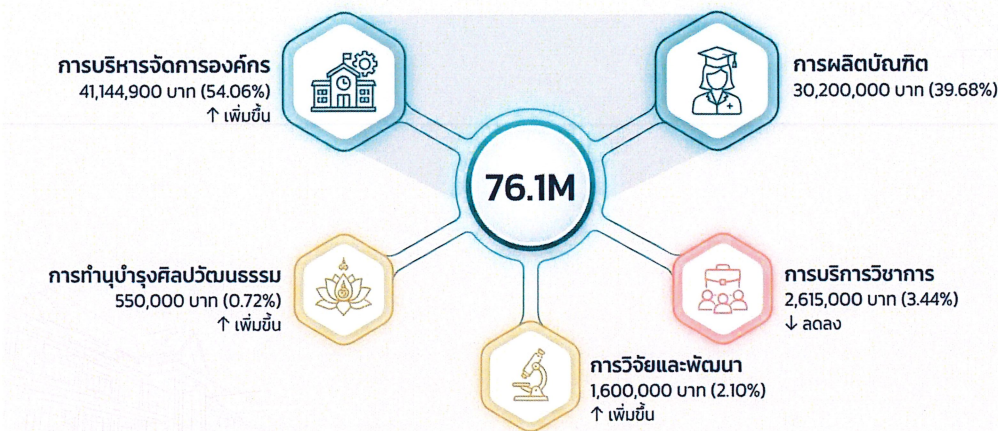 การบริหารจัดการองค์กร
41,144,900 บาท (54.06%)
↑ เพิ่มขึ้น
การผลิตบัณฑิต
30,200,000 บาท (39.68%)
76.1M
การทำนุบำรุงศิลปวัฒนธรรม
550,000 บาท (0.72%)
↑ เพิ่มขึ้น
การบริการวิชาการ
2,615,000 บาท (3.44%)
↓ ลดลง
การวิจัยและพัฒนา
1,600,000 บาท (2.10%)
↑ เพิ่มขึ้น